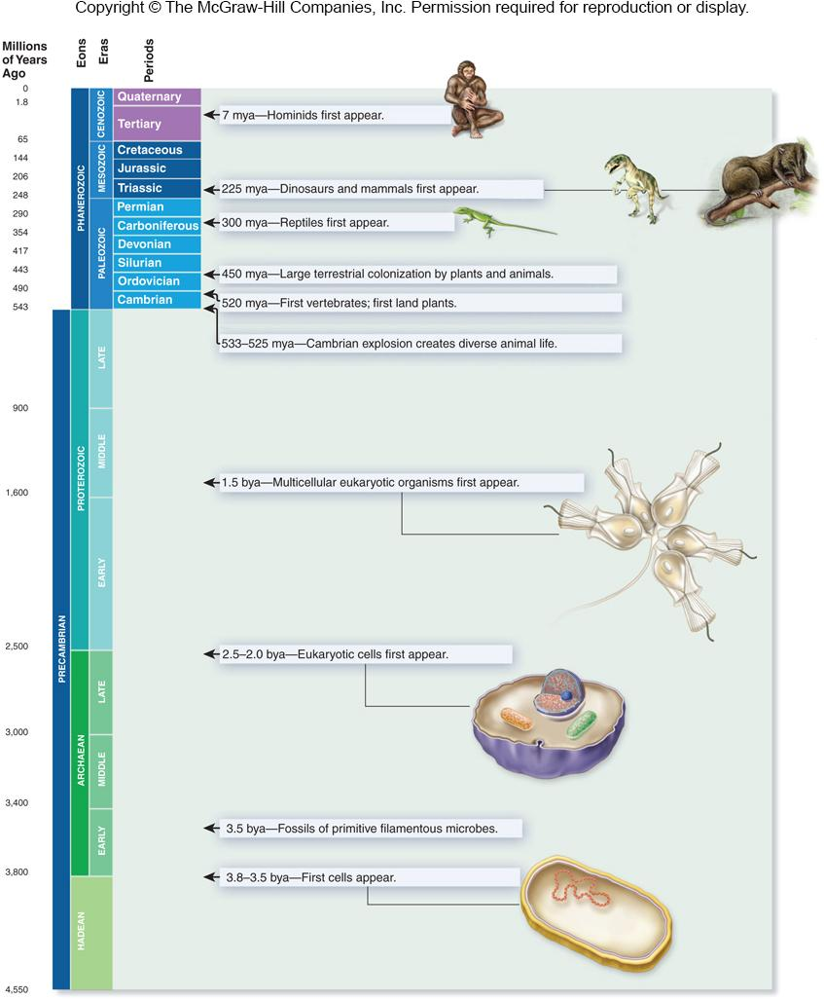 Copyright © The McGraw-Hill Companies, Inc. Permission required for reproduction or display.
Millions
of Years
Ago
Eons
Eras
Periods
0
1.8
65
144
206
248
290
354
417
443
490
543
900
1,600
2,500
3,000
3,400
3,800
4,550
PRECAMBRIAN
PHANEROZOIC
PROTEROZOIC
ARCHAEAN
HADEAN
CENOZOIC
MESOZOIC
PALEOZOIC
LATE
MIDDLE
EARLY
LATE
MIDDLE
EARLY
Quaternary
Tertiary
Cretaceous
Jurassic
Triassic
Permian
Carboniferous
Devonian
Silurian
Ordovician
Cambrian
7 mya—Hominids first appear.
225 mya—Dinosaurs and mammals first appear.
300 mya—Reptiles first appear.
450 mya—Large terrestrial colonization by plants and animals.
520 mya—First vertebrates; first land plants.
533–525 mya—Cambrian explosion creates diverse animal life.
1.5 bya—Multicellular eukaryotic organisms first appear.
2.5–2.0 bya—Eukaryotic cells first appear.
3.5 bya—Fossils of primitive filamentous microbes.
3.8–3.5 bya—First cells appear.